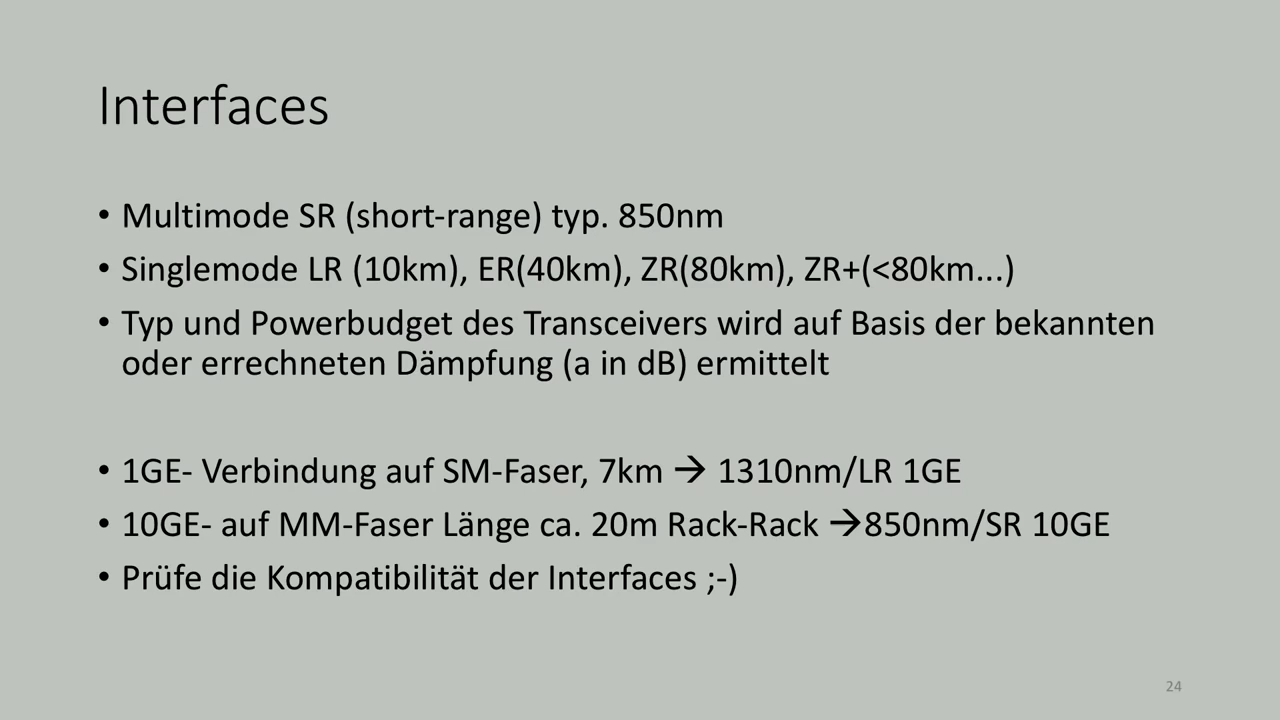 Interfaces
• Multimode SR (short-range) typ. 850nm
• Singlemode LR (10km), ER(40km), ZR(80km), ZR+(<80km...)
• Typ und Powerbudget des Transceivers wird auf Basis der bekannten
oder errechneten Dämpfung (a in dB) ermittelt
• 1GE- Verbindung auf SM-Faser, 7km → 1310nm/LR 1GE
• 10GE- auf MM-Faser Länge ca. 20m Rack-Rack →850nm/SR 10GE
• Prüfe die Kompatibilität der Interfaces ;-)
24